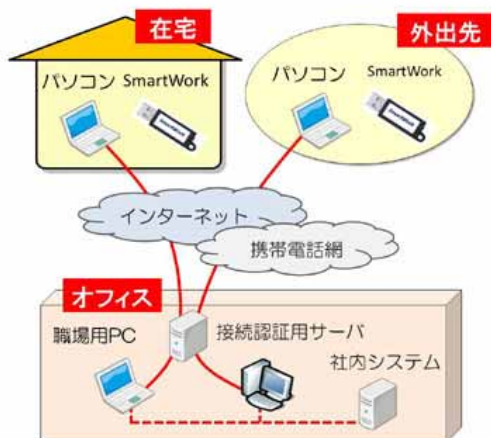 在宅
外出先
パソコン SmartWork
パソコン SmartWork
SmartWork
SmartWork
インターネット
携帯電話網
オフィス
職場用PC
接続認証用サーバ
社内システム